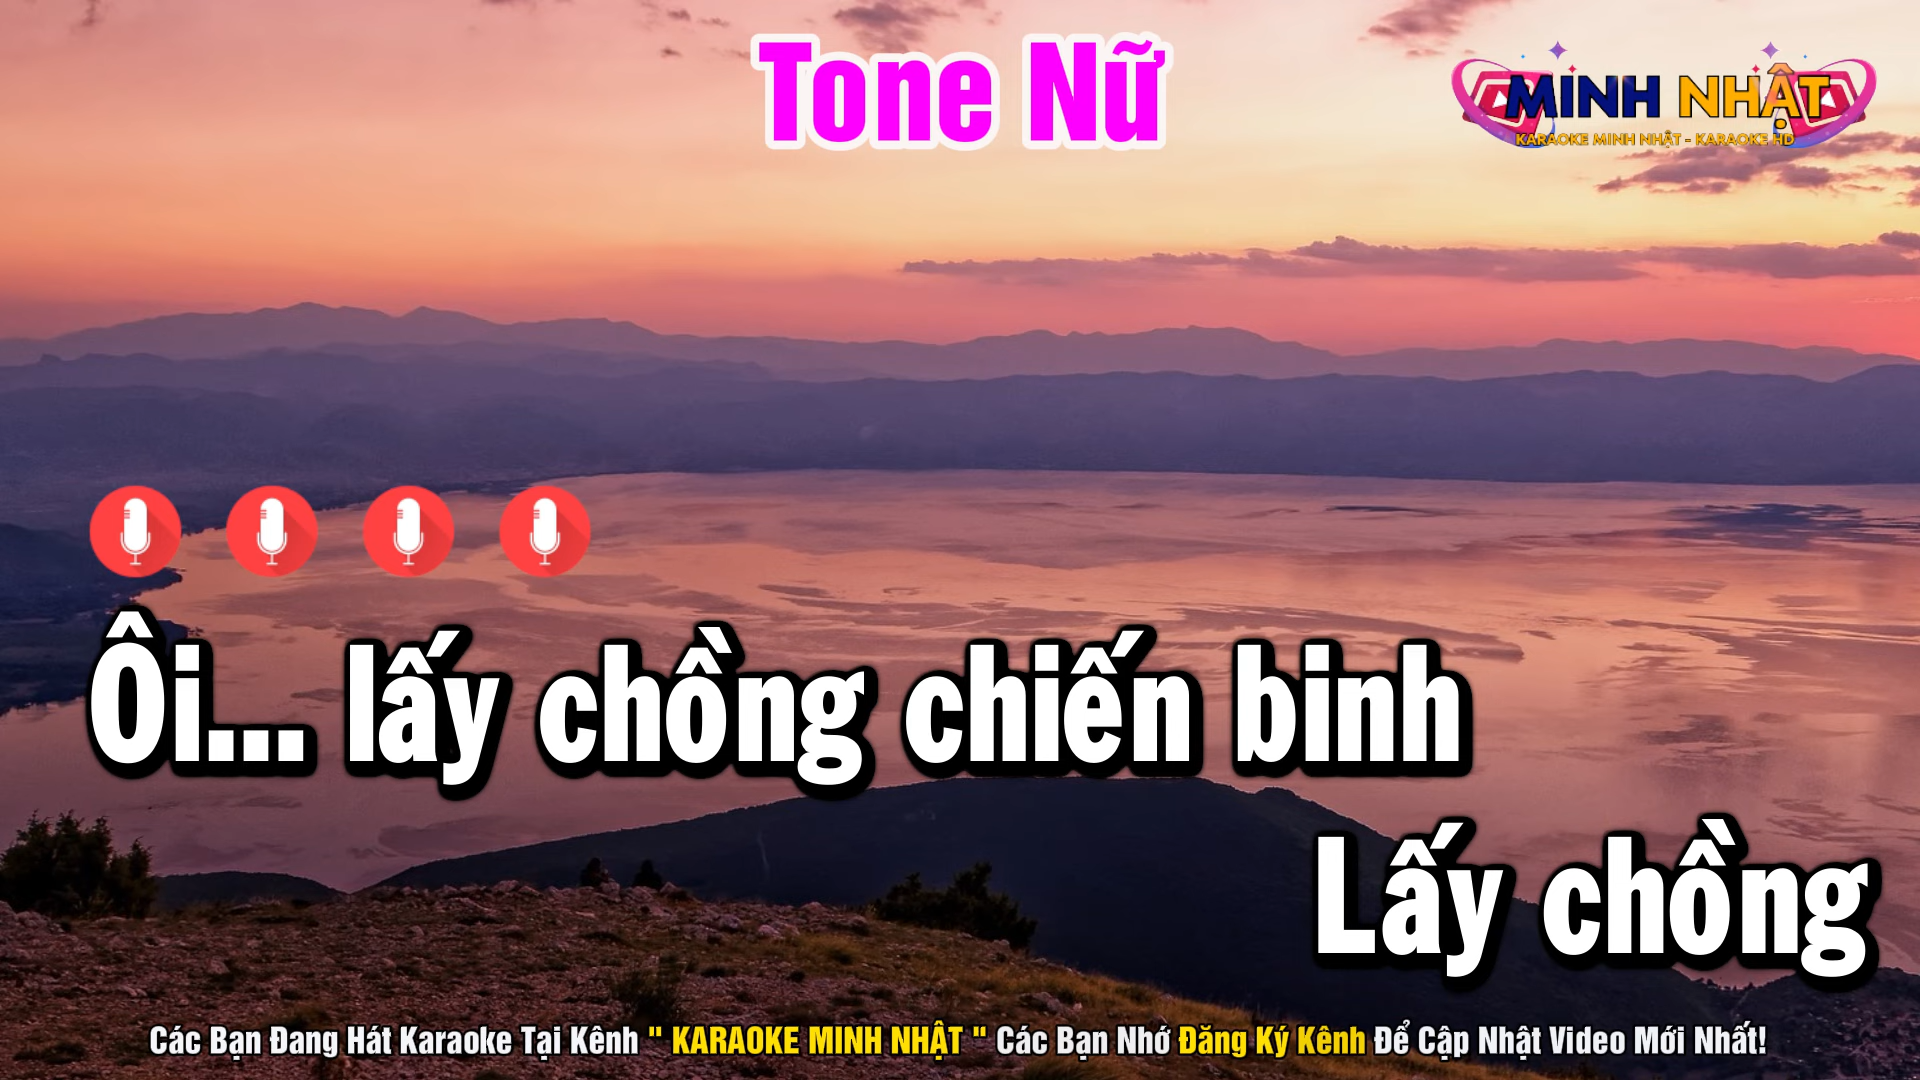 Tone Nữ
MINH NHẬT
KARAOKE MINH NHẬT - KARAOKE HD
Ôi... lấy chồng chiến binh
Lấy chồng
Các Bạn Đang Hát Karaoke Tại Kênh " KARAOKE MINH NHẬT " Các Bạn Nhớ Đăng Ký Kênh Để Cập Nhật Video Mới Nhất!